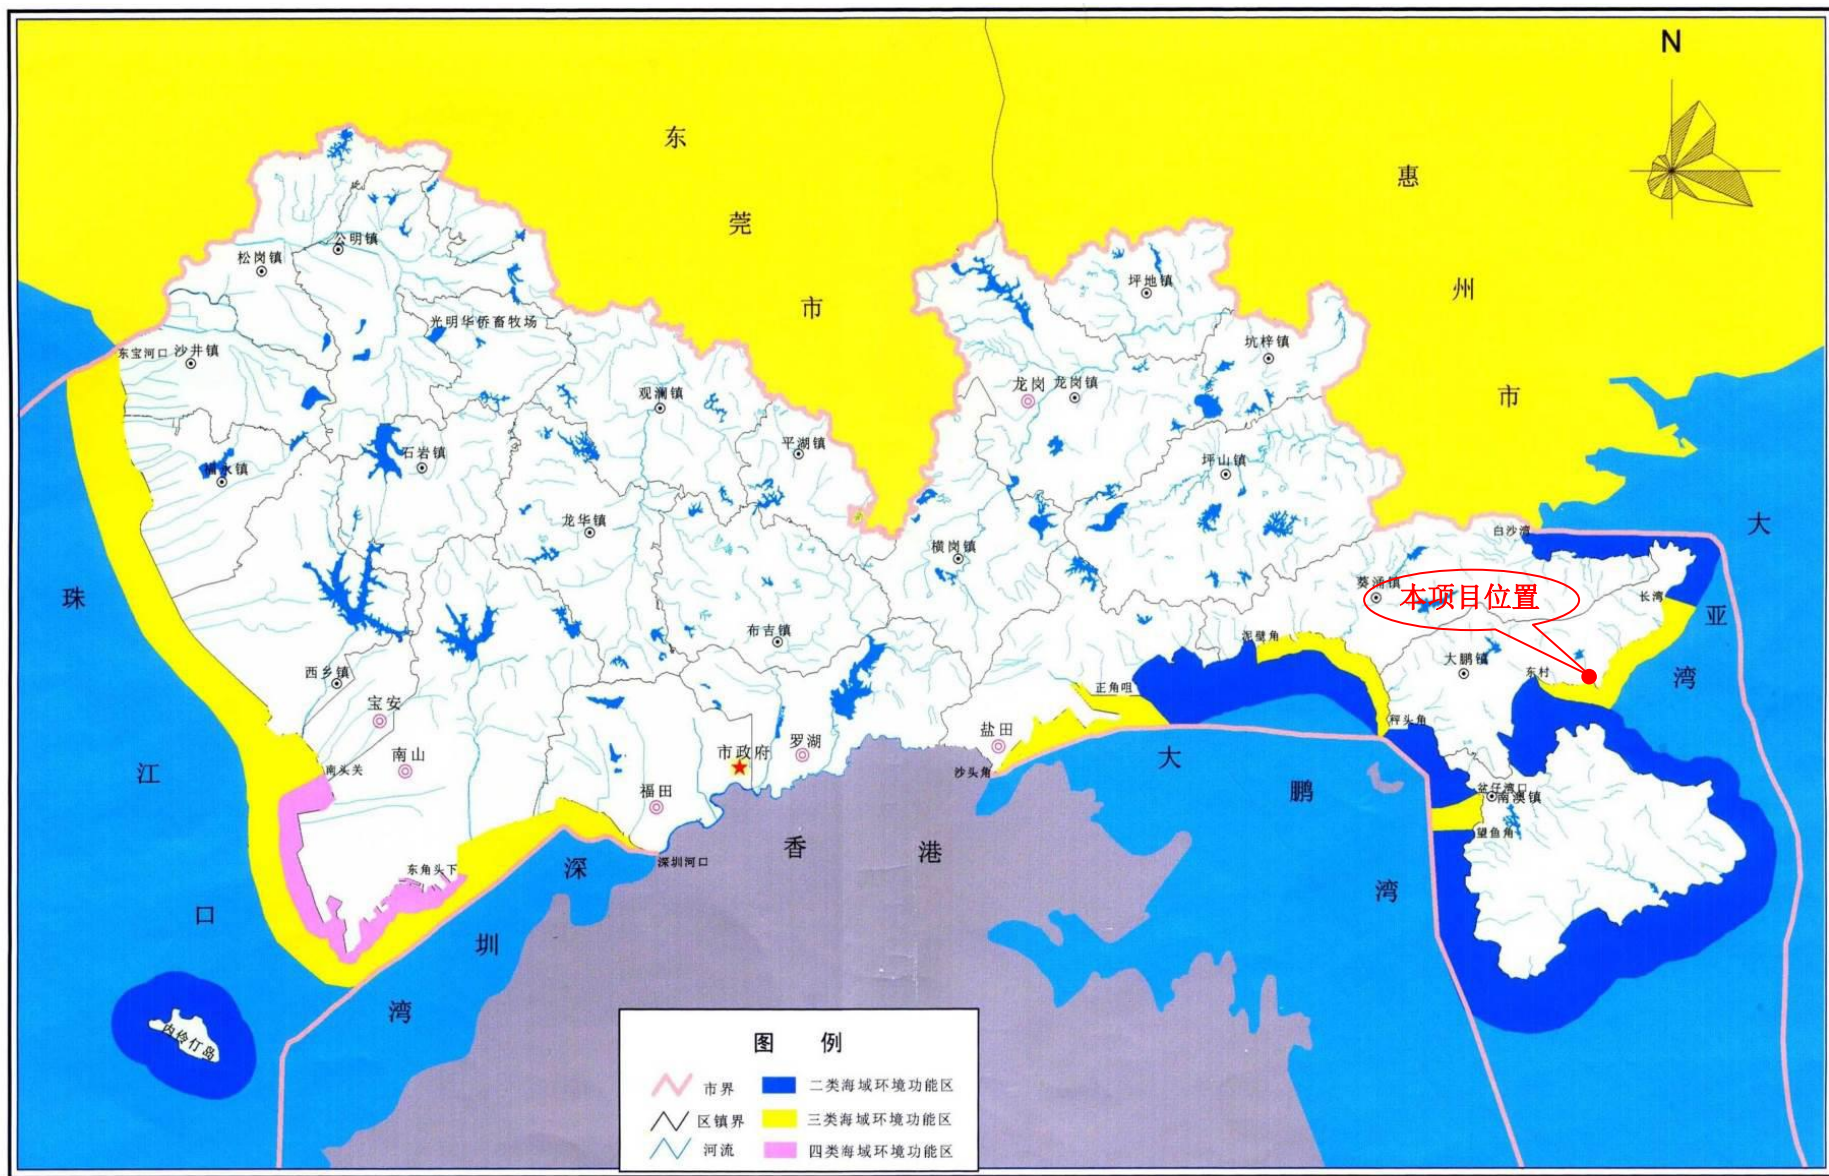 N
东
莞
市
惠
州
市
公明镇
松岗镇
坪地镇
光明华侨畜牧场
东宝河口
沙井镇
坑梓镇
观澜镇
龙岗
龙岗镇
平湖镇
石岩镇
福永镇
坪山镇
龙华镇
白沙湾
大
横岗镇
葵涌镇
本项目位置
长湾
珠
亚
布吉镇
泥壁角
西乡镇
大鹏镇
东村
湾
正角咀
宝安
秤头角
盐田
市政府
罗湖
南山
南头关
沙头角
大
江
福田
鹏
盆仔湾口
南澳镇
望鱼角
香
港
深圳河口
深
东角头下
湾
口
圳
湾
内伶仃岛
图 例
市界
二类海域环境功能区
区镇界
三类海域环境功能区
河流
四类海域环境功能区